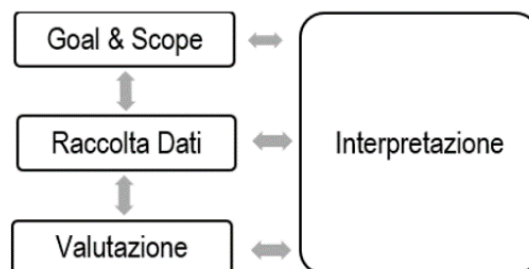 Goal & Scope
Raccolta Dati
Interpretazione
Valutazione